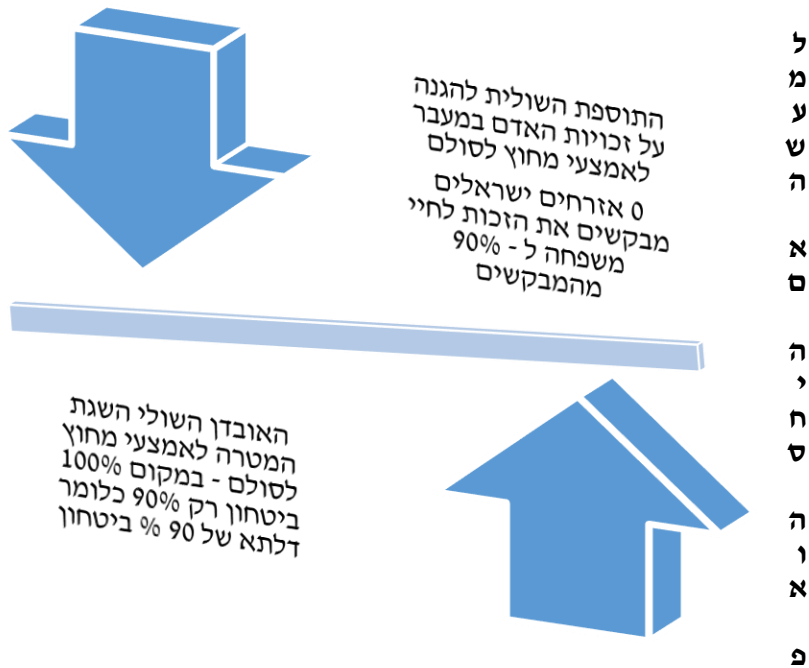 התוספת השולית להגנה
על זכויות האדם במעבר
לאמצעי מחוץ לסולם
0 אזרחים ישראלים
מבקשים את הזכות לחיי
משפחה ל - 90%
מהמבקשים
האובדן השולי השגת
המטרה לאמצעי מחוץ
לסולם - במקום 100%
ביטחון רק 90% כלומר
דלתא של 90 % ביטחון
ל
מ
ע
ש
ה
א
ם
ה
י
ח
ס
ה
ו
א
פ